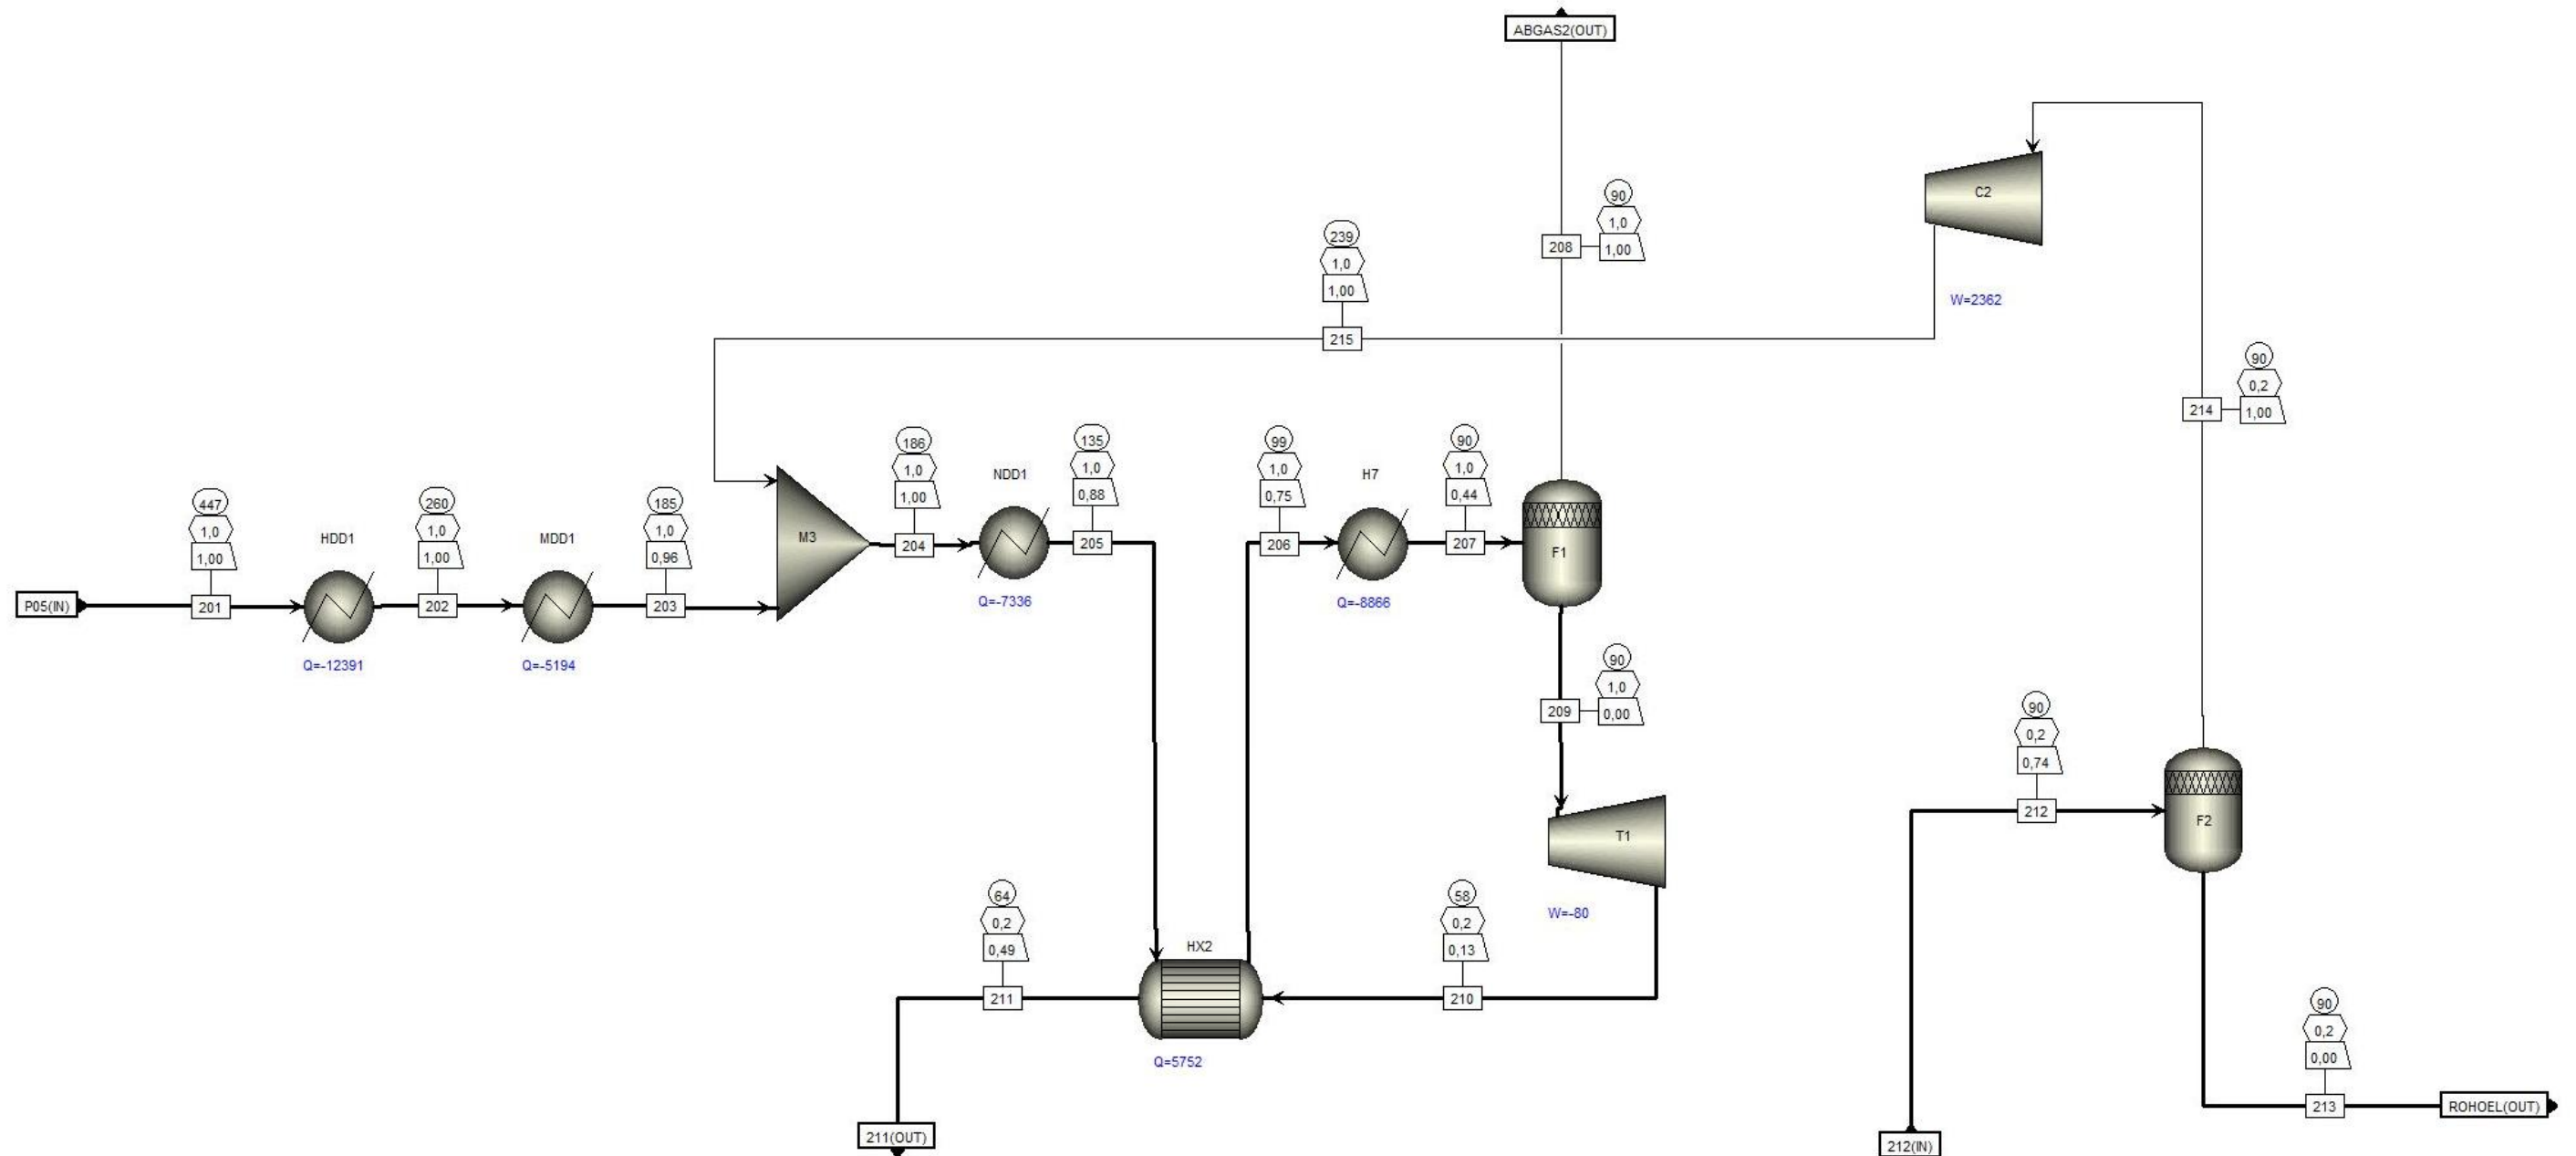 ABGAS2(OUT)
C2
W=2362
90
1,0
1,00
208
239
1,0
1,00
215
90
0,2
1,00
214
447
1,0
1,00
201
HDD1
Q=-12391
260
1,0
1,00
202
MDD1
Q=-5194
185
1,0
0,96
203
P05(IN)
M3
186
1,0
1,00
204
NDD1
Q=-7336
135
1,0
0,88
205
99
1,0
0,75
206
H7
Q=-8866
90
1,0
0,44
207
F1
90
1,0
0,00
209
T1
W=-80
64
0,2
0,49
211
HX2
Q=5752
58
0,2
0,13
210
211(OUT)
90
0,2
0,74
212
F2
90
0,2
0,00
213
ROHOEL(OUT)
212(IN)